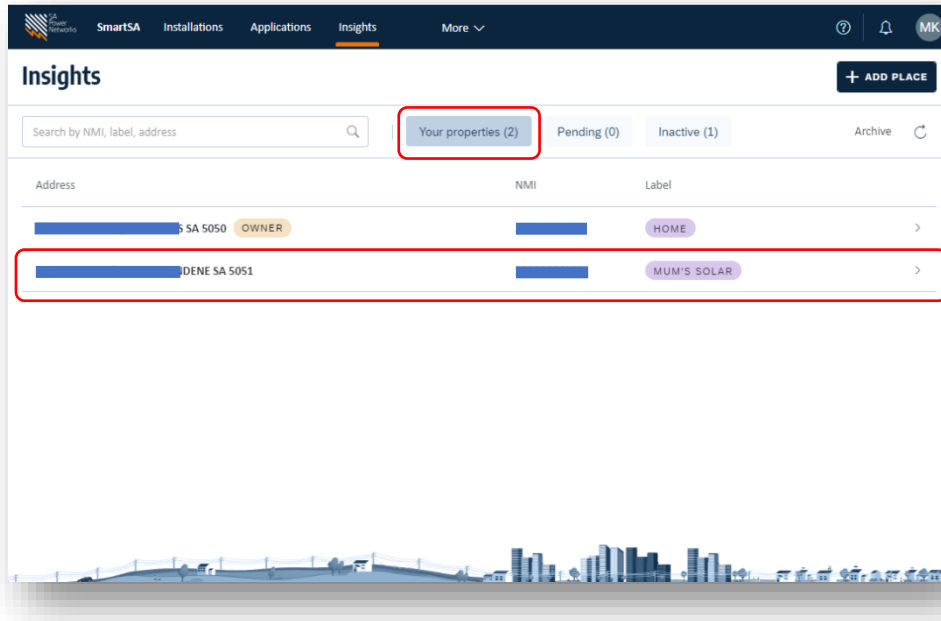 SA Power Networks SmartSA Installations Applications Insights More MK
Insights + ADD PLACE
Search by NMI, label, address Your properties (2) Pending (0) Inactive (1) Archive
Address NMI Label
S SA 5050 OWNER HOME
NDENE SA 5051 MUM'S SOLAR